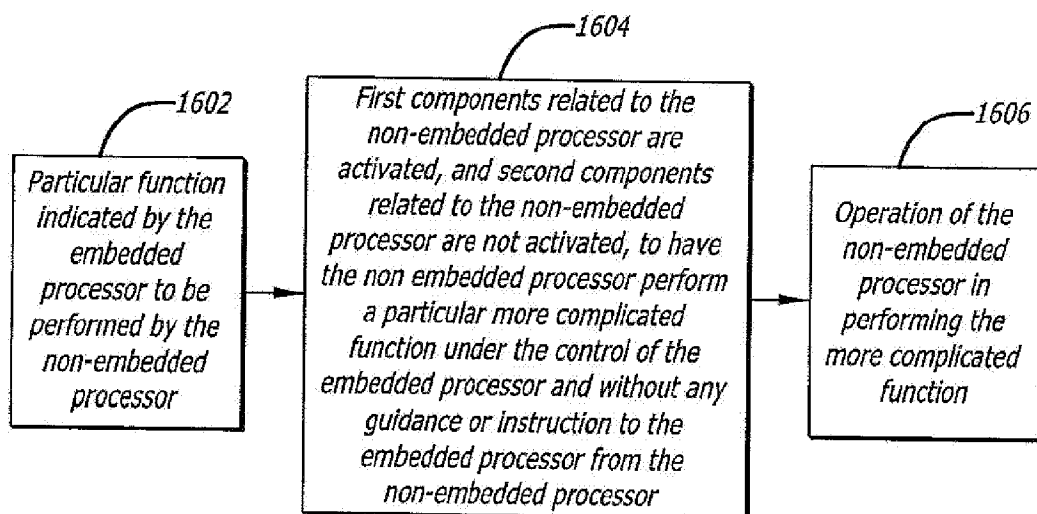 1602
Particular function
indicated by the
embedded
processor to be
performed by the
non-embedded
processor
1604
First components related to the
non-embedded processor are
activated, and second components
related to the non-embedded
processor are not activated, to have
the non embedded processor perform
a particular more complicated
function under the control of the
embedded processor and without any
guidance or instruction to the
embedded processor from the
non-embedded processor
1606
Operation of the
non-embedded
processor in
performing the
more complicated
function